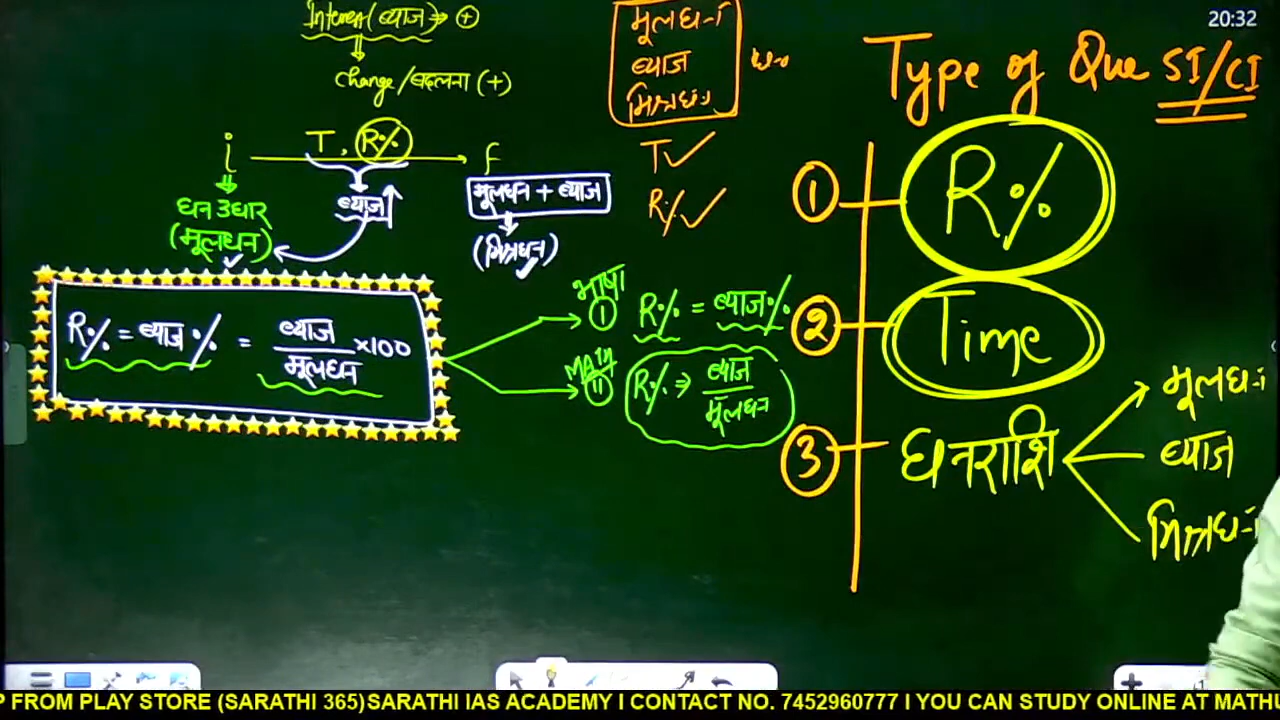 Interest (ब्याज) ⇒ (+)
change/बदलना (+)
i T, R% f
धन उधार
(मूलधन)
ब्याज ↑
मूलधन + ब्याज
(मिश्रधन)
R% = ब्याज % = ब्याज/मूलधन ×100
भाषा
① R% = ब्याज%
MATH
② R% ⇒ ब्याज/मूलधन
मूलधन
ब्याज
मिश्रधन
T ✓
R% ✓
20:32
Type of Que SI/CI
① R%
② Time
③ धनराशि
मूलधन
ब्याज
मिश्रधन
P FROM PLAY STORE (SARATHI 365)SARATHI IAS ACADEMY I CONTACT NO. 7452960777 I YOU CAN STUDY ONLINE AT MATHU